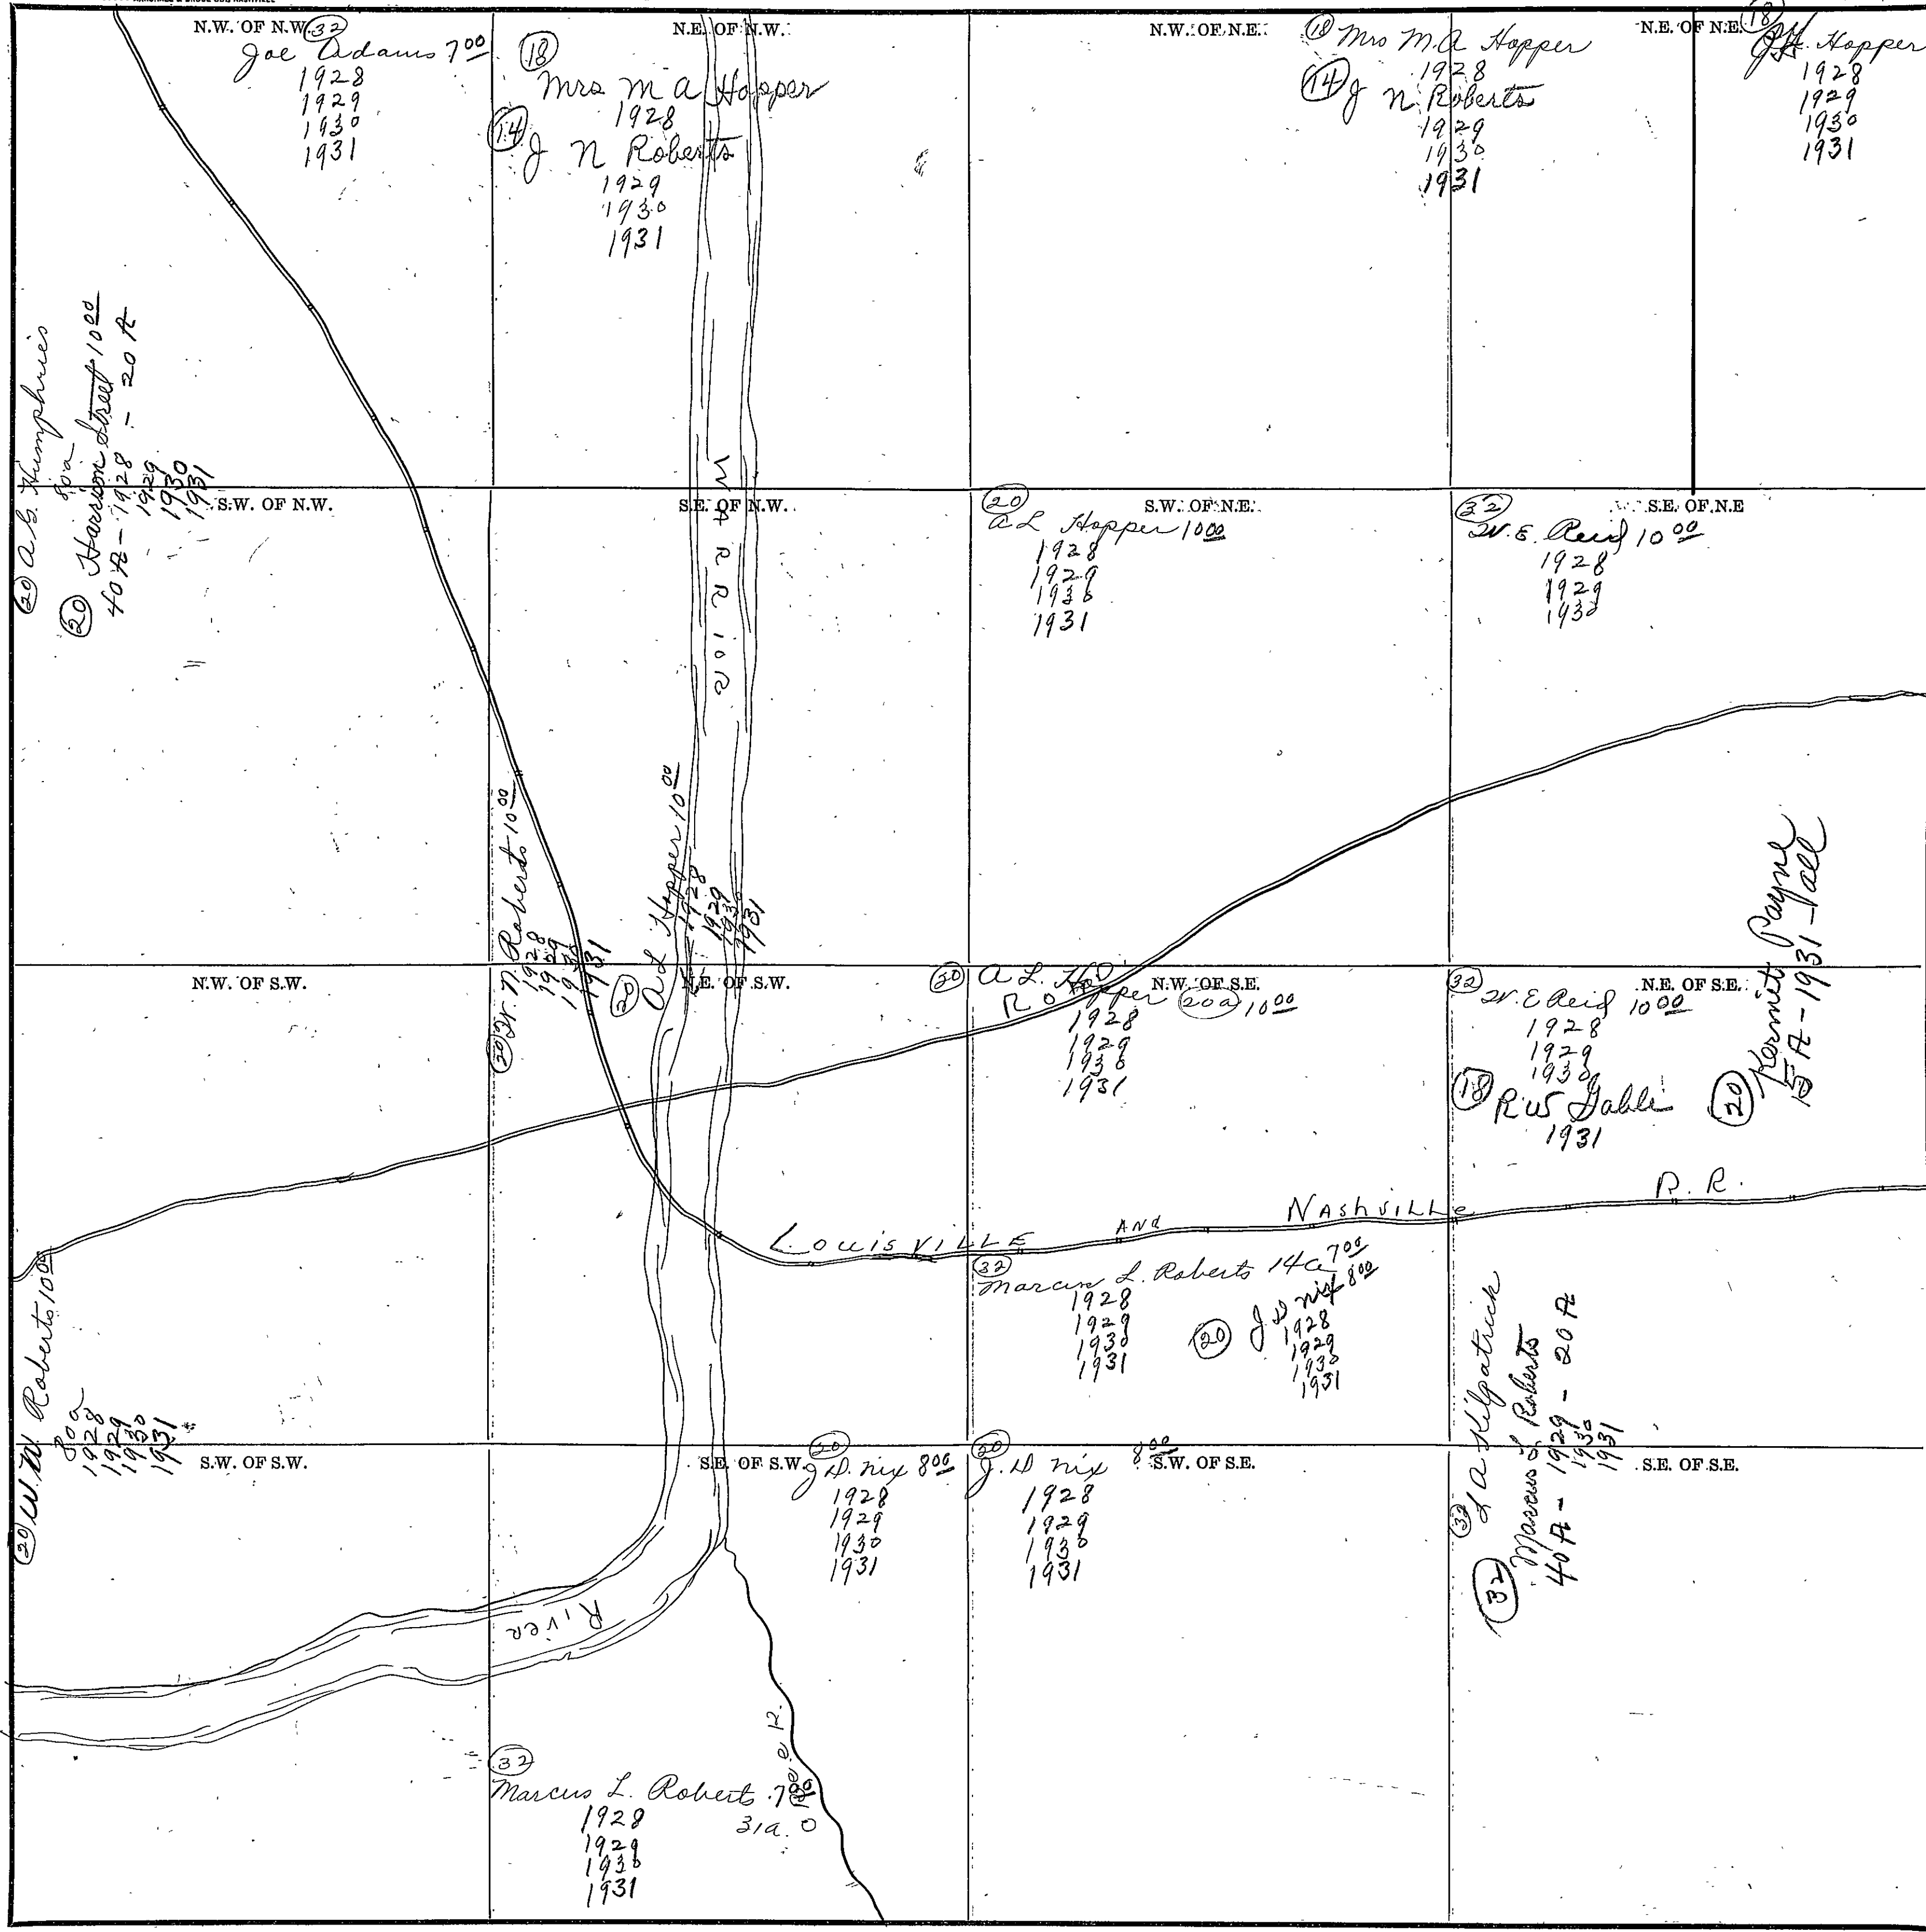 N.W. OF N.W.
32
Joe Adams 7 00
1928
1929
1930
1931
N.E. OF N.W.
18
Mrs M A Hopper
1928
14
J N Roberts
1929
1930
1931
N.W. OF N.E.
18 Mrs M.A Hopper
1928
14 J N Roberts
1929
1930
1931
N.E. OF N.E.
18
Hopper
1928
1929
1930
1931
20 A.G. Humphries
80a
20 Harrison Street 10 00
40 A - 1928 - 20 A
1929
1930
1931
S.W. OF N.W.
S.E. OF N.W.
WARRIOR
S.W. OF N.E.
20
A L Hopper 10 00
1928
1929
1930
1931
S.E. OF N.E
32
W.E. Reid 10 00
1928
1929
1930
20 W. N. Roberts 10 00
1928
1929
1930
1931
20 A L Hopper 10 00
1928
1929
1930
1931
N.W. OF S.W.
N.E. OF S.W.
N.W. OF S.E.
20 A L. Hopper 20a 10 00
1928
1929
1930
1931
N.E. OF S.E.
32 W.E Reid 10 00
1928
1929
1930
18 R W Gable
1931
20 Kermit Payne
15 A - 1931 - Vall
LOUISVILLE AND NASHVILLE R. R.
32
Marcus L. Roberts 14a 7 00
1928
1929
1930
1931
20 J D Nix 8 00
1928
1929
1930
1931
20 W. W. Roberts 10 00
80a
1928
1929
1930
1931
32 L A Kilpatrick
32 Marcus L Roberts
40 A - 1929 - 20 A
1930
1931
S.W. OF S.W.
S.E. OF S.W.
20
J. D. Nix 8 00
1928
1929
1930
1931
S.W. OF S.E.
20
J. D Nix 8 00
1928
1929
1930
1931
S.E. OF S.E.
River
32
Marcus L. Roberts 7 00
31a.
1928
1929
1930
1931